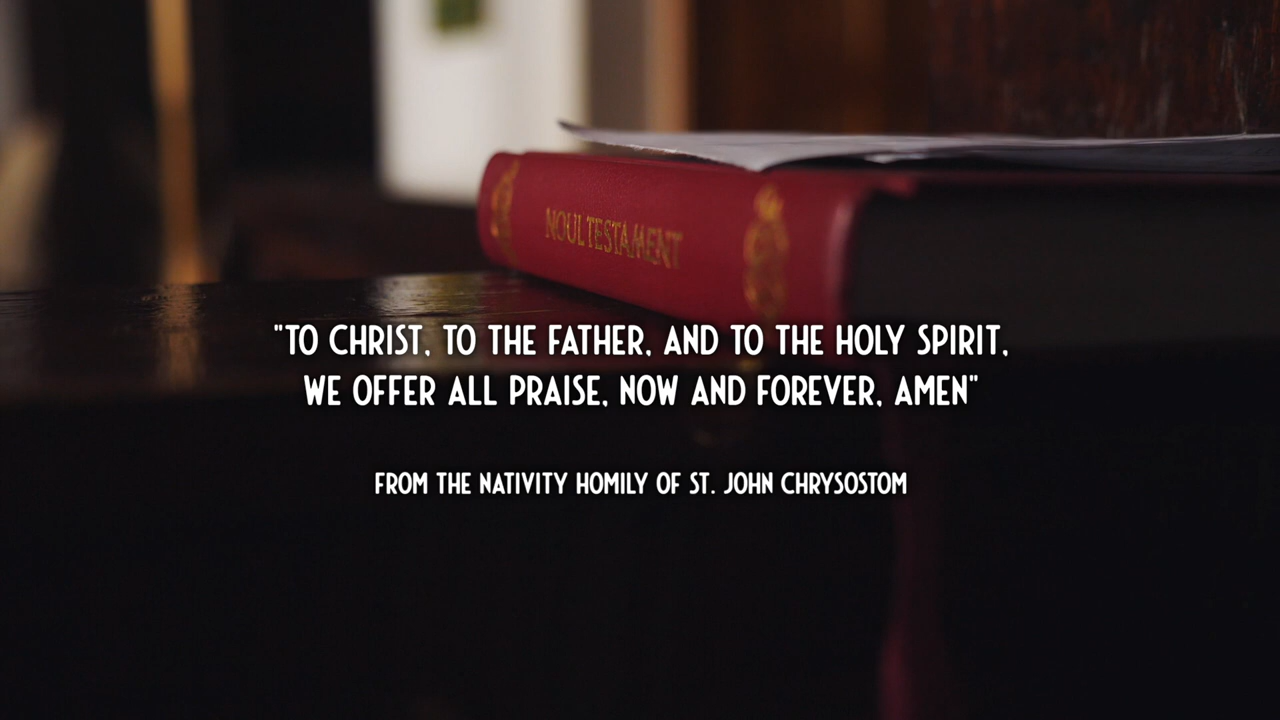 NOUL TESTAMENT
"TO CHRIST, TO THE FATHER, AND TO THE HOLY SPIRIT,
WE OFFER ALL PRAISE, NOW AND FOREVER, AMEN"
FROM THE NATIVITY HOMILY OF ST. JOHN CHRYSOSTOM